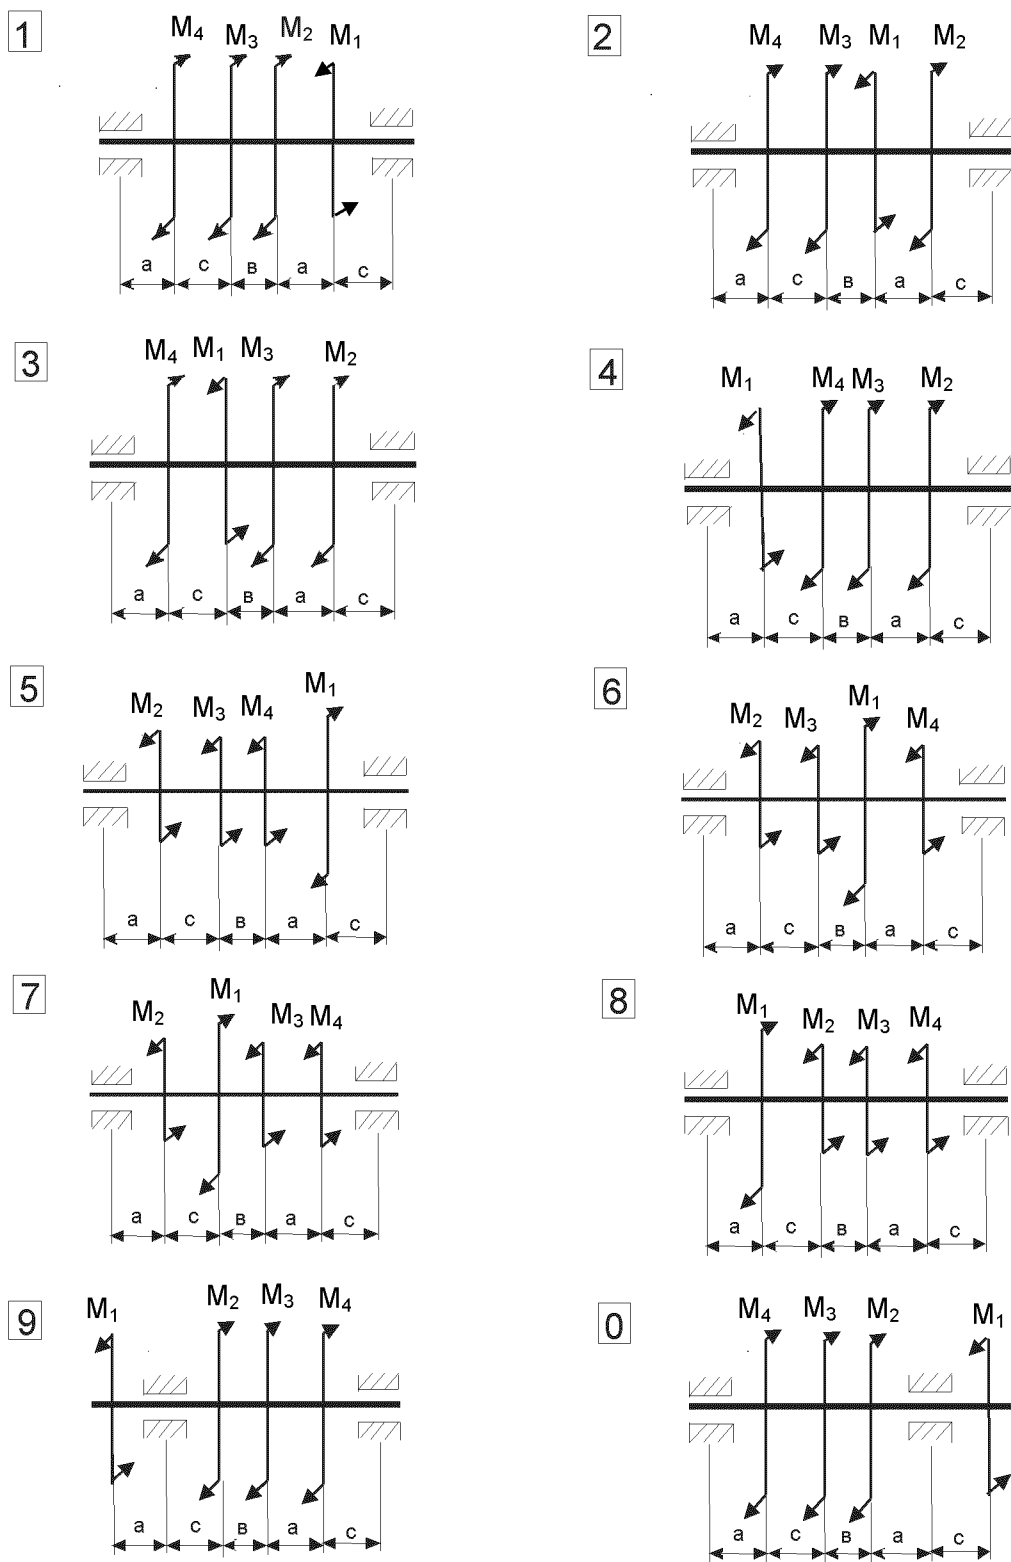 1
M₄ M₃ M₂ M₁
a c в a c
2
M₄ M₃ M₁ M₂
a c в a c
3
M₄ M₁ M₃ M₂
a c в a c
4
M₁ M₄ M₃ M₂
a c в a c
5
M₂ M₃ M₄ M₁
a c в a c
6
M₂ M₃ M₁ M₄
a c в a c
7
M₂ M₁ M₃ M₄
a c в a c
8
M₁ M₂ M₃ M₄
a c в a c
9
M₁ M₂ M₃ M₄
a c в a c
0
M₄ M₃ M₂ M₁
a c в a c